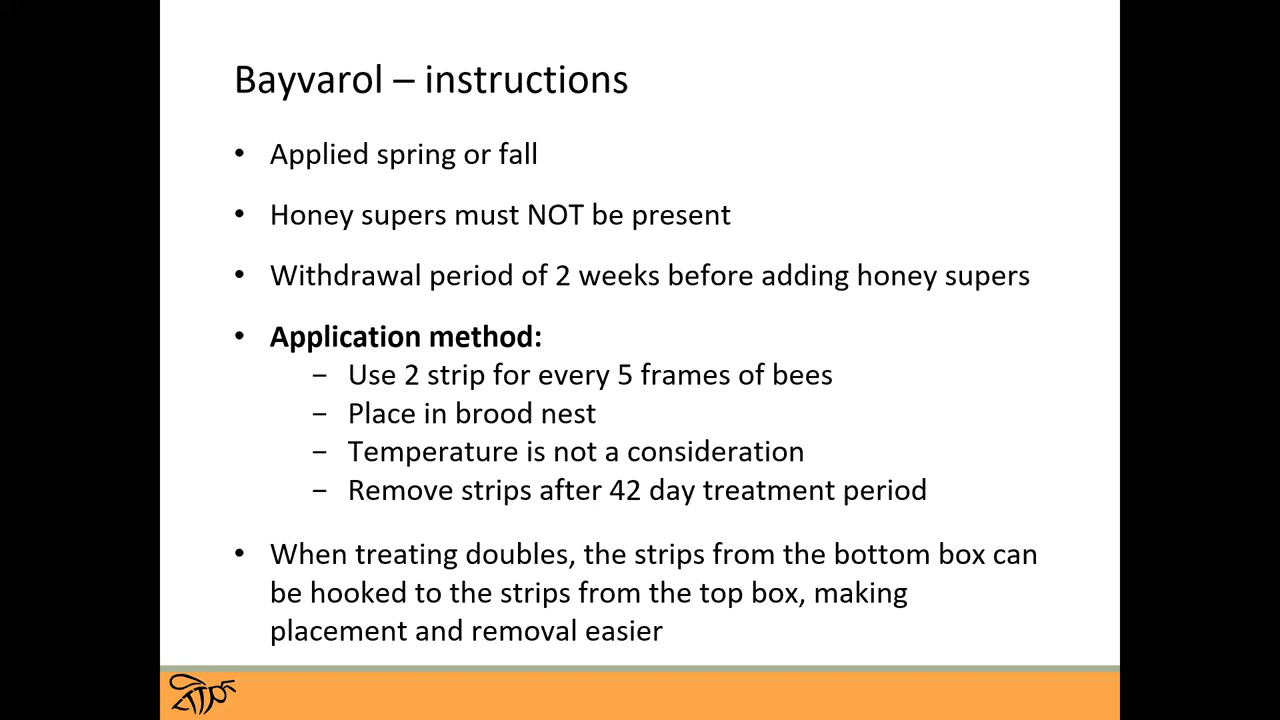 Bayvarol – instructions
• Applied spring or fall
• Honey supers must NOT be present
• Withdrawal period of 2 weeks before adding honey supers
• Application method:
– Use 2 strip for every 5 frames of bees
– Place in brood nest
– Temperature is not a consideration
– Remove strips after 42 day treatment period
• When treating doubles, the strips from the bottom box can
be hooked to the strips from the top box, making
placement and removal easier